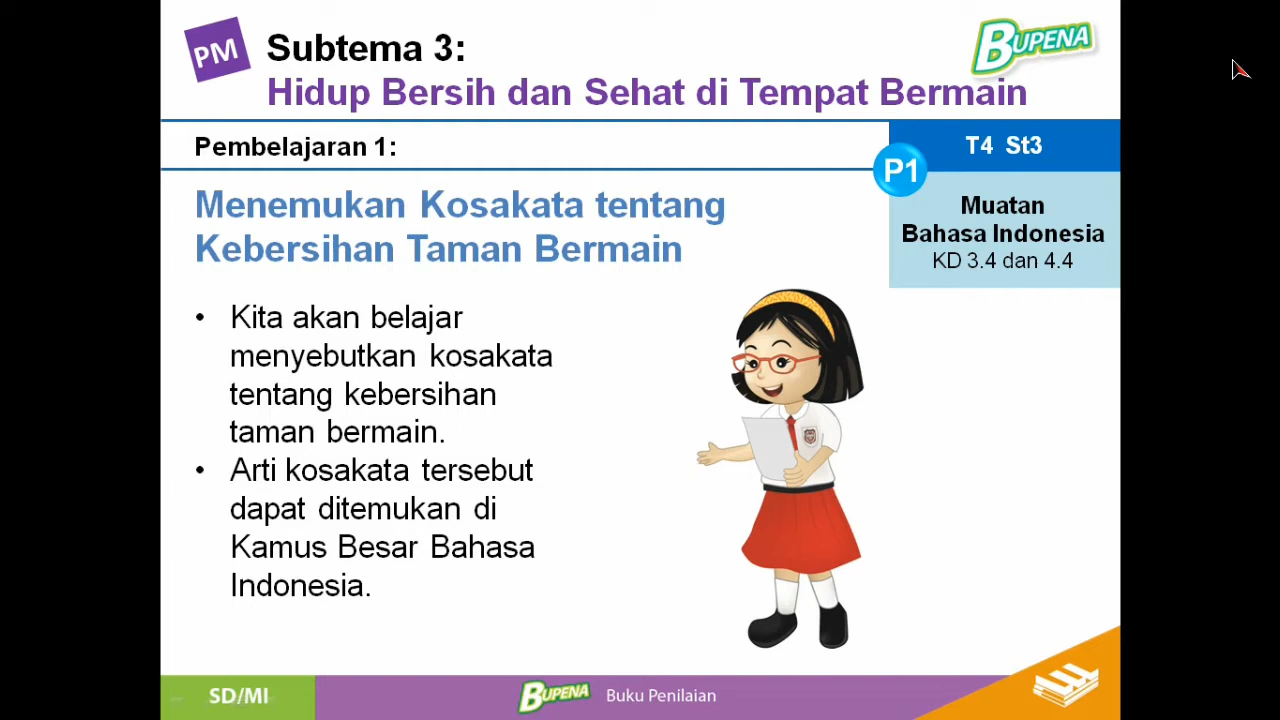 PM
Subtema 3:
Hidup Bersih dan Sehat di Tempat Bermain
BUPENA
Pembelajaran 1:
T4 St3
P1
Muatan
Bahasa Indonesia
KD 3.4 dan 4.4
Menemukan Kosakata tentang
Kebersihan Taman Bermain
• Kita akan belajar
menyebutkan kosakata
tentang kebersihan
taman bermain.
• Arti kosakata tersebut
dapat ditemukan di
Kamus Besar Bahasa
Indonesia.
SD/MI
BUPENA Buku Penilaian